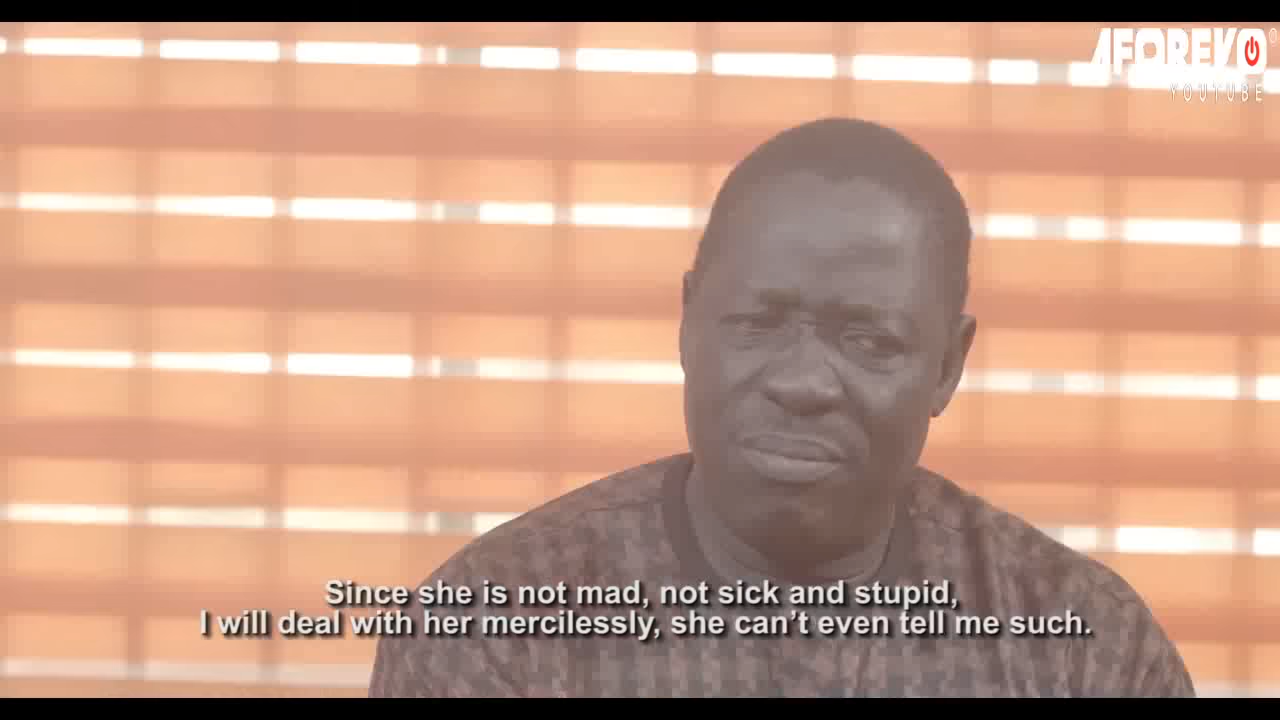 AFOREVO
YOUTUBE
Since she is not mad, not sick and stupid,
I will deal with her mercilessly, she can't even tell me such.